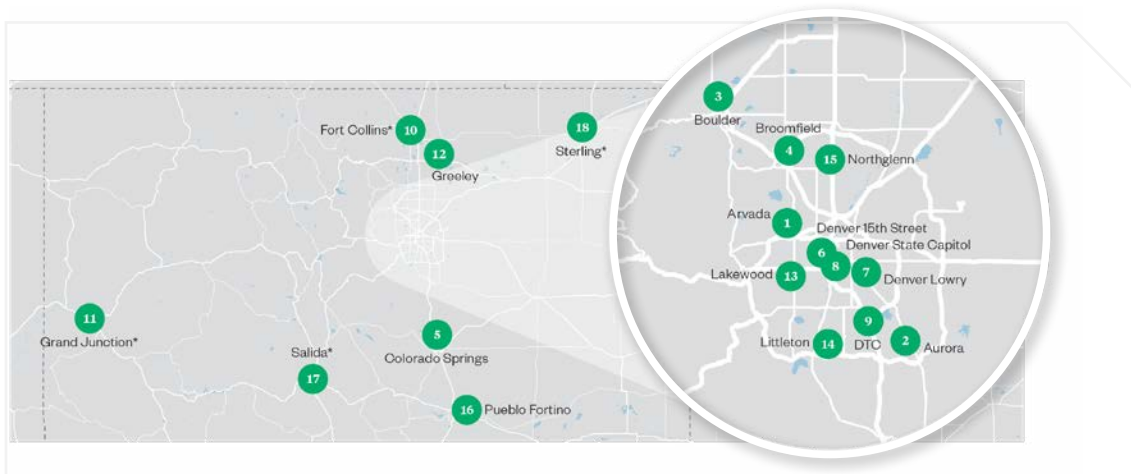 3
Boulder
Broomfield
4
15 Northglenn
Fort Collins* 10
18
Sterling*
12
Greeley
Arvada
1
Denver 15th Street
6
Denver State Capitol
8
7
Denver Lowry
Lakewood 13
11
Grand Junction*
5
Colorado Springs
Salida*
17
9
DTC
Littleton 14
2
Aurora
16 Pueblo Fortino